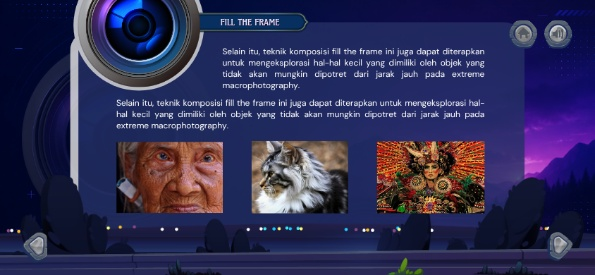 FILL THE FRAME
Selain itu, teknik komposisi fill the frame ini juga dapat diterapkan
untuk mengeksplorasi hal-hal kecil yang dimiliki oleh objek yang
tidak akan mungkin dipotret dari jarak jauh pada extreme
macrophotography.
Selain itu, teknik komposisi fill the frame ini juga dapat diterapkan untuk mengeksplorasi hal-
hal kecil yang dimiliki oleh objek yang tidak akan mungkin dipotret dari jarak jauh pada
extreme macrophotography.